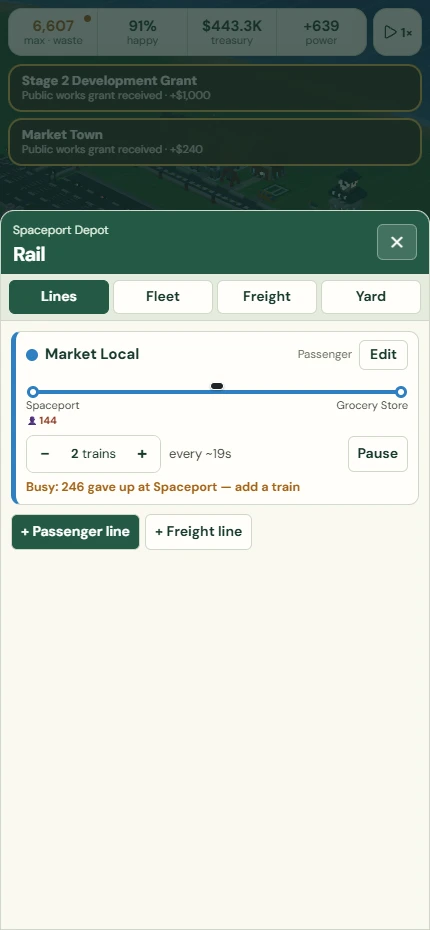 6,607
max · waste
91%
happy
$443.3K
treasury
+639
power
1×
Stage 2 Development Grant
Public works grant received · +$1,000
Market Town
Public works grant received · +$240
Spaceport Depot
Rail
×
Lines
Fleet
Freight
Yard
Market Local
Passenger
Edit
Spaceport
Grocery Store
144
− 2 trains +
every ~19s
Pause
Busy: 246 gave up at Spaceport — add a train
+ Passenger line
+ Freight line